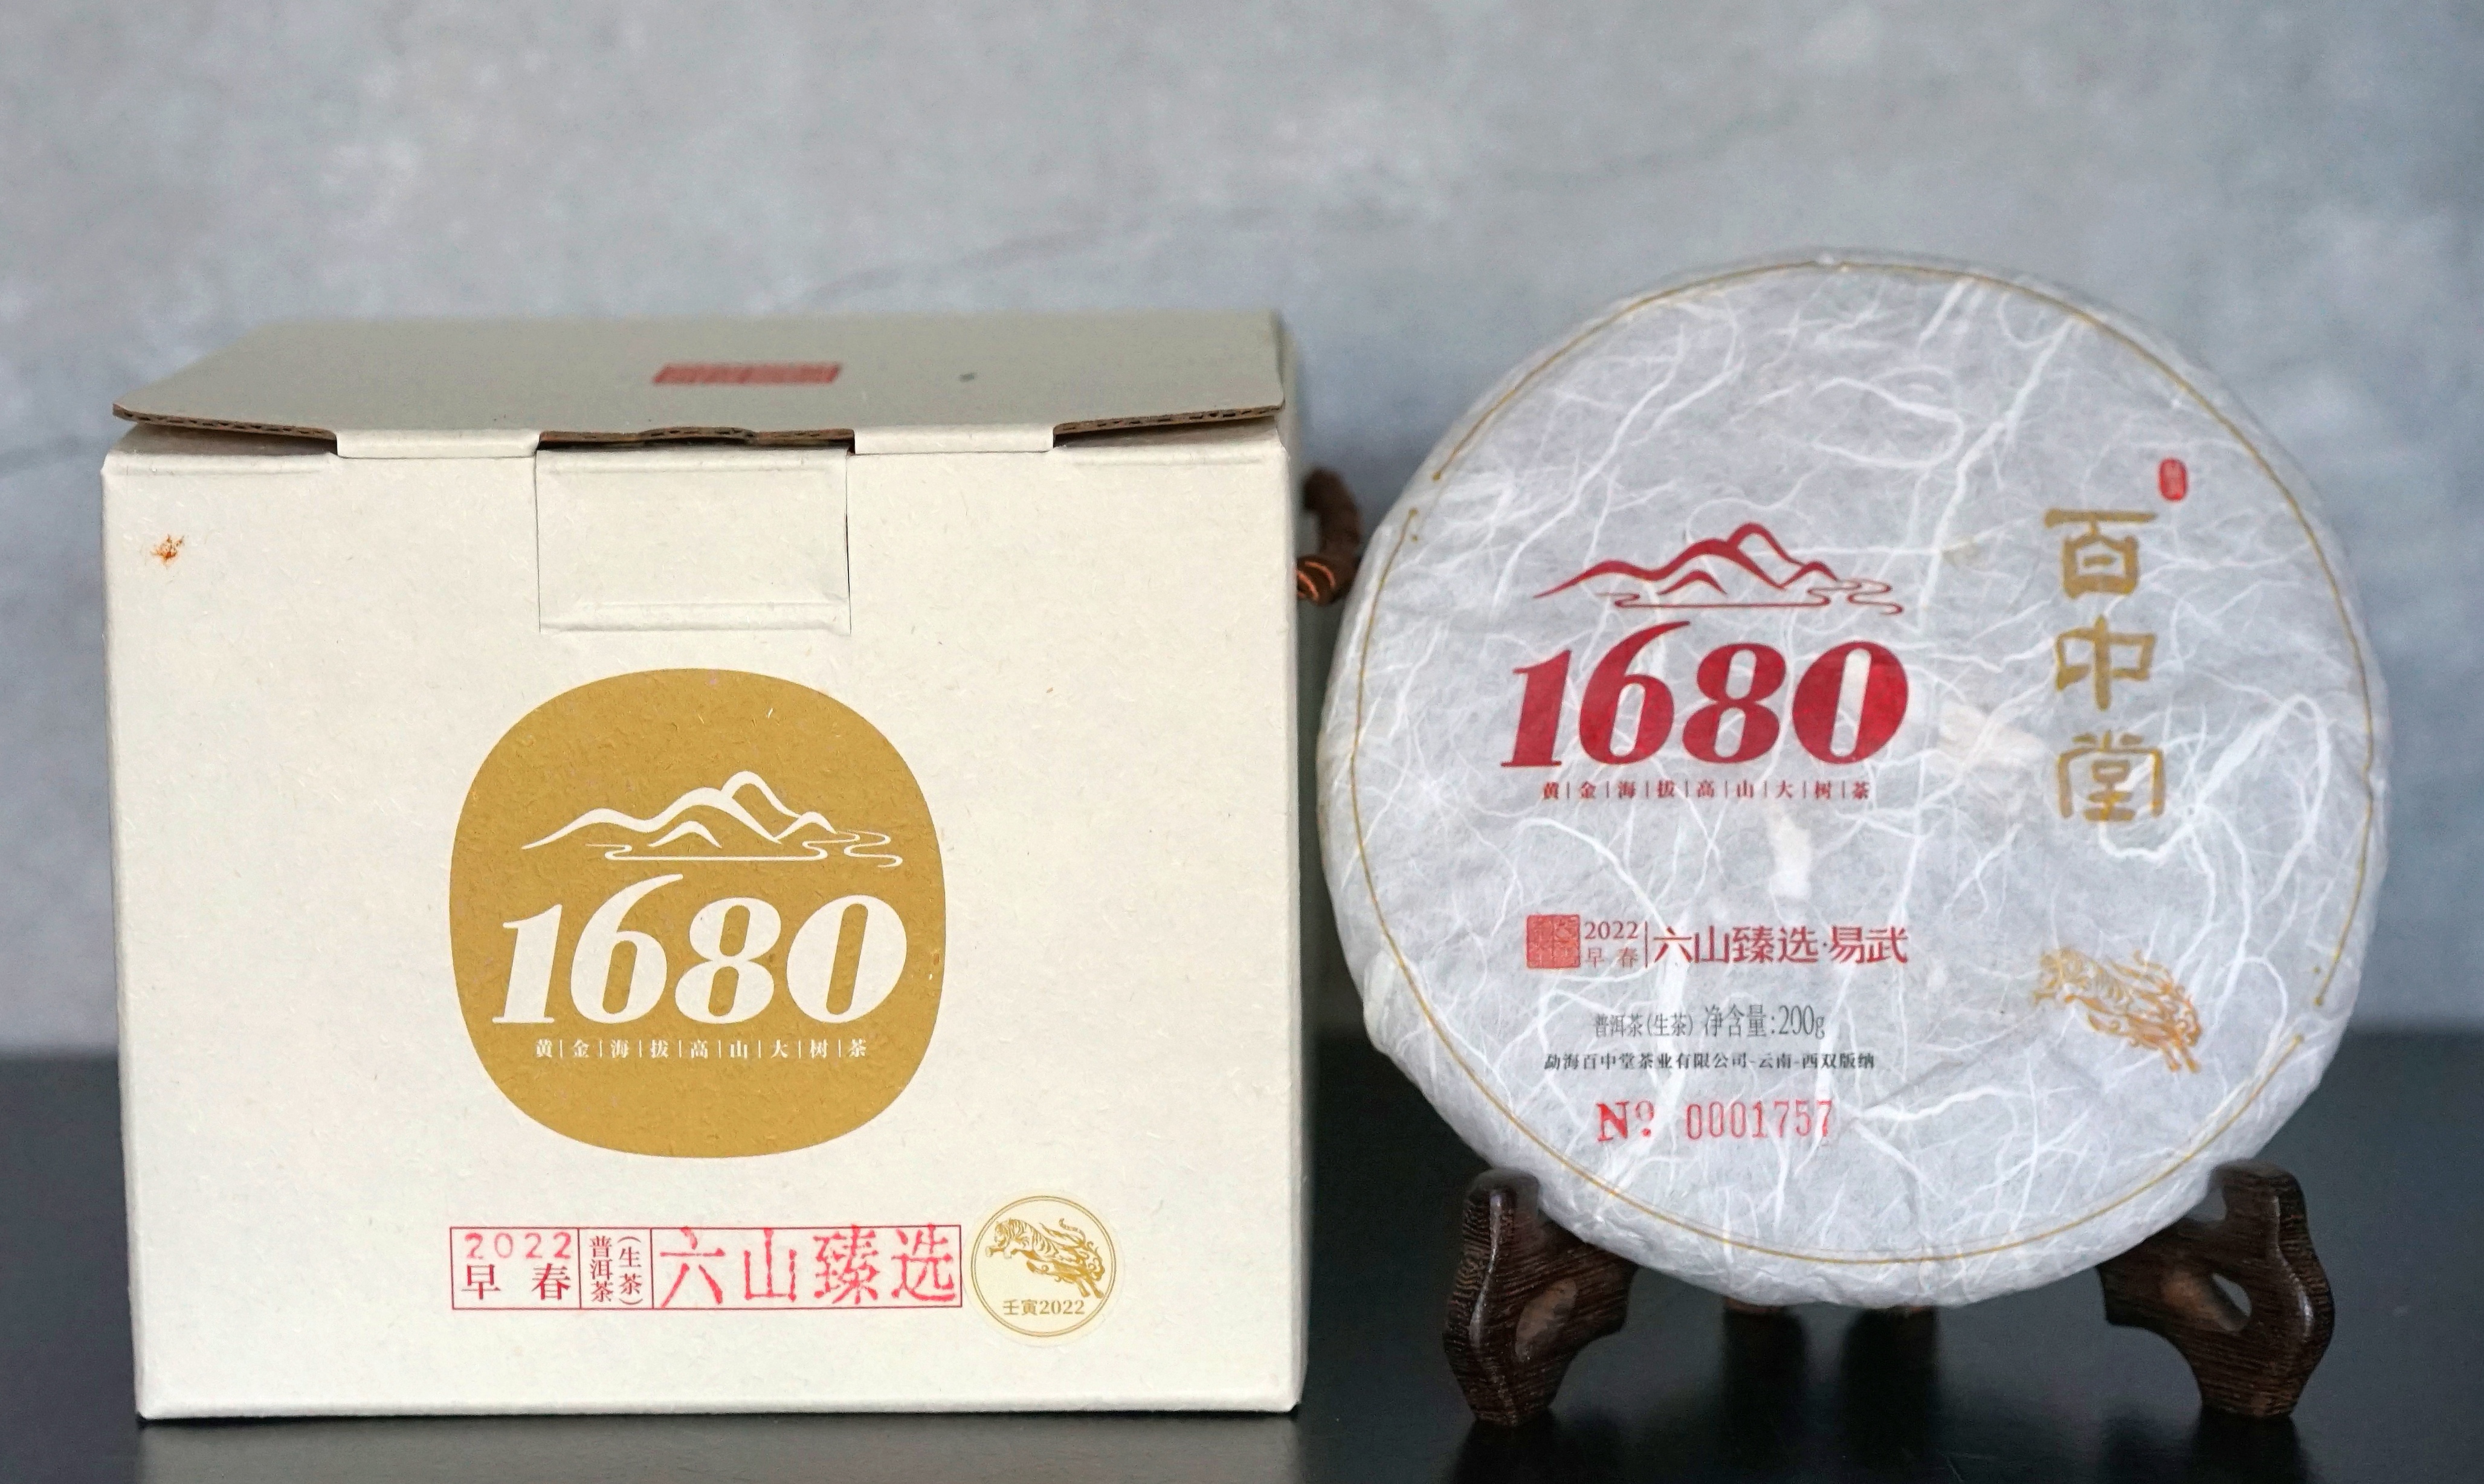 1680
黄|金|海|拔|高|山|大|树|茶
2022
早春
普洱茶
(生茶)
六山臻选
壬寅2022
百中堂
1680
黄|金|海|拔|高|山|大|树|茶
2022
早春
六山臻选·易武
普洱茶(生茶) 净含量:200g
勐海百中堂茶业有限公司-云南-西双版纳
Nº 0001757